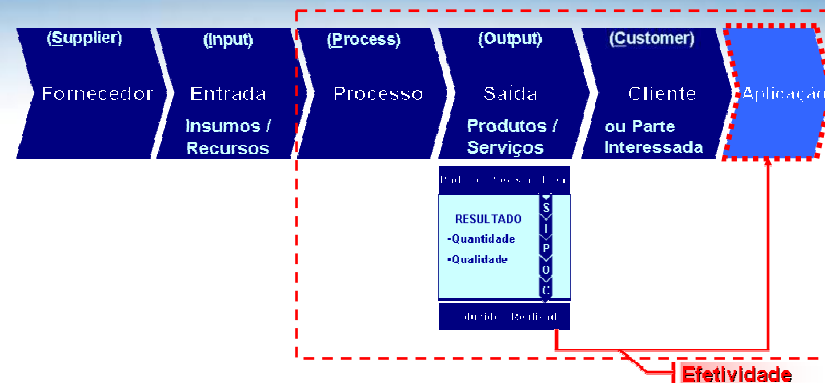 (Supplier)
Fornecedor
(Input)
Entrada
Insumos /
Recursos
(Process)
Processo
(Output)
Saída
Produtos /
Serviços
(Customer)
Cliente
ou Parte
Interessada
Aplicação
RESULTADO
-Quantidade
-Qualidade
S
I
P
O
C
Efetividade